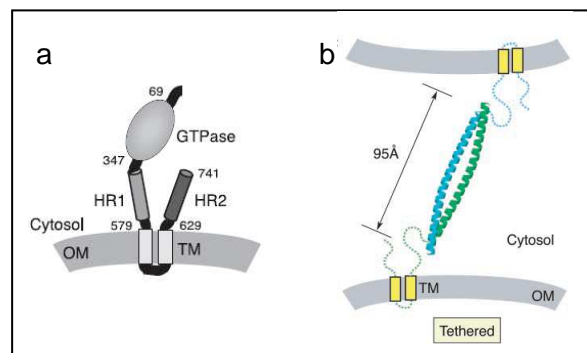 a
69
GTPase
347
741
HR1
HR2
Cytosol
579
629
OM
TM
b
95Å
Cytosol
TM
OM
Tethered